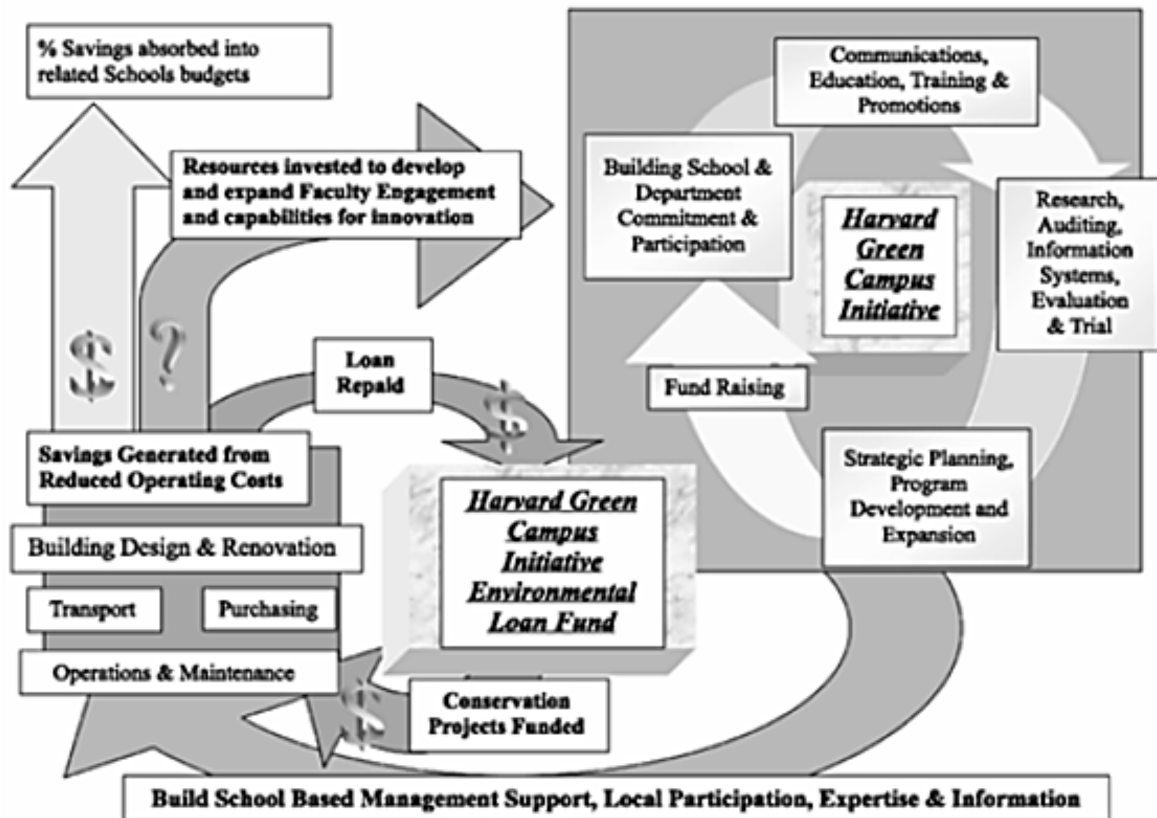 % Savings absorbed into
related Schools budgets
Communications,
Education, Training &
Promotions
Resources invested to develop
and expand Faculty Engagement
and capabilities for innovation
Building School &
Department
Commitment &
Participation
Harvard
Green
Campus
Initiative
Research,
Auditing,
Information
Systems,
Evaluation
& Trial
$
?
Loan
Repaid
$
Fund Raising
Savings Generated from
Reduced Operating Costs
Strategic Planning,
Program
Development and
Expansion
Harvard Green
Campus
Initiative
Environmental
Loan Fund
Building Design & Renovation
Transport
Purchasing
Operations & Maintenance
$
Conservation
Projects Funded
Build School Based Management Support, Local Participation, Expertise & Information